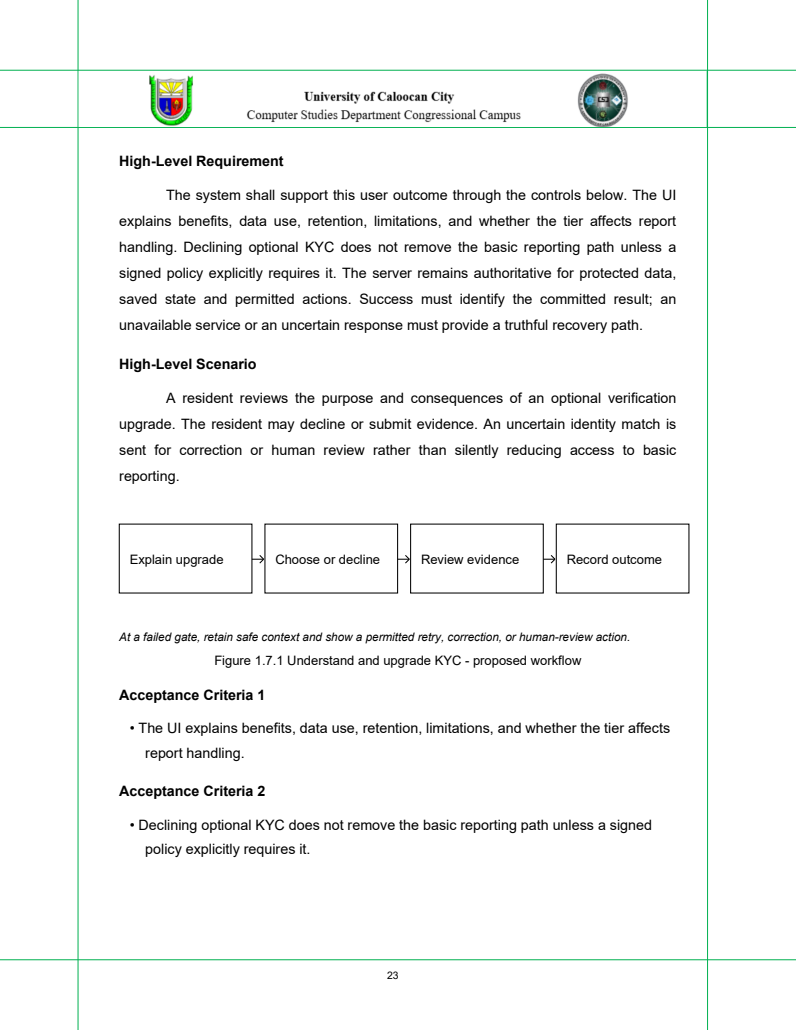 University of Caloocan City
Computer Studies Department Congressional Campus
High-Level Requirement
The system shall support this user outcome through the controls below. The UI
explains benefits, data use, retention, limitations, and whether the tier affects report
handling. Declining optional KYC does not remove the basic reporting path unless a
signed policy explicitly requires it. The server remains authoritative for protected data,
saved state and permitted actions. Success must identify the committed result; an
unavailable service or an uncertain response must provide a truthful recovery path.
High-Level Scenario
A resident reviews the purpose and consequences of an optional verification
upgrade. The resident may decline or submit evidence. An uncertain identity match is
sent for correction or human review rather than silently reducing access to basic
reporting.
Explain upgrade
Choose or decline
Review evidence
Record outcome
At a failed gate, retain safe context and show a permitted retry, correction, or human-review action.
Figure 1.7.1 Understand and upgrade KYC - proposed workflow
Acceptance Criteria 1
• The UI explains benefits, data use, retention, limitations, and whether the tier affects
report handling.
Acceptance Criteria 2
• Declining optional KYC does not remove the basic reporting path unless a signed
policy explicitly requires it.
23